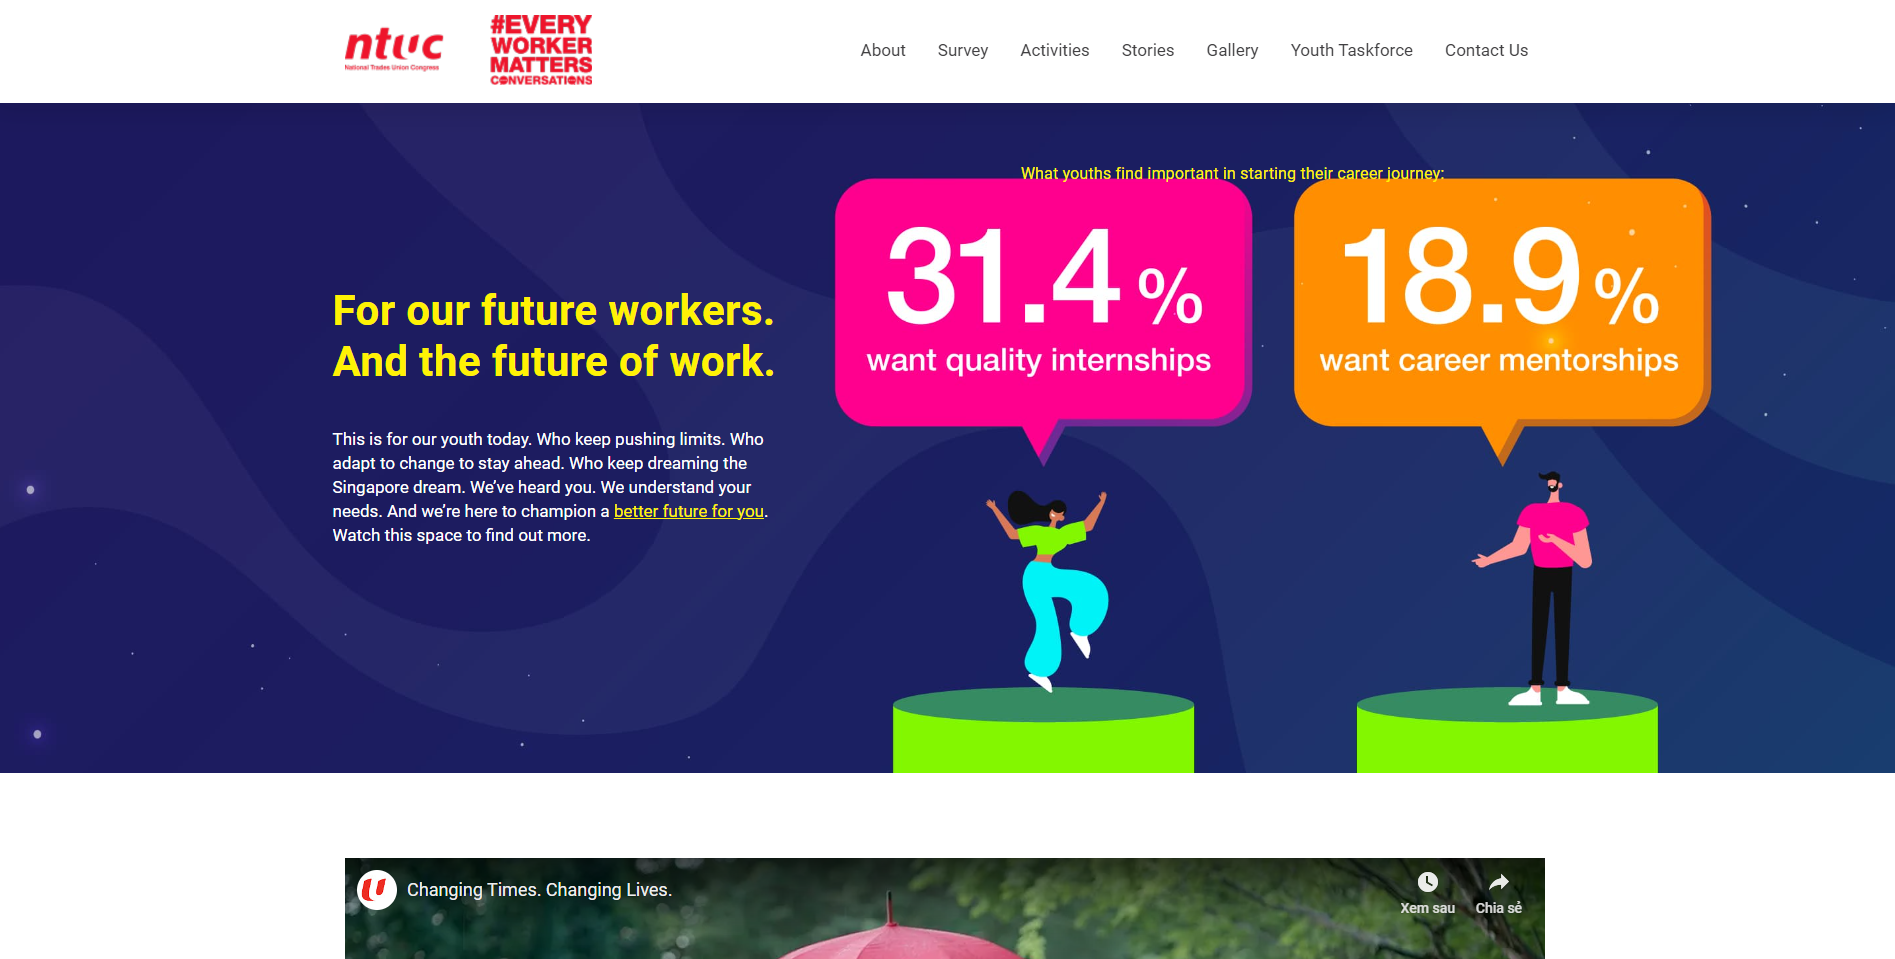 ntuc
National Trades Union Congress
#EVERY
WORKER
MATTERS
CONVERSATIONS
About
Survey
Activities
Stories
Gallery
Youth Taskforce
Contact Us
For our future workers.
And the future of work.
This is for our youth today. Who keep pushing limits. Who
adapt to change to stay ahead. Who keep dreaming the
Singapore dream. We’ve heard you. We understand your
needs. And we’re here to champion a better future for you.
Watch this space to find out more.
What youths find important in starting their career journey:
31.4 %
want quality internships
18.9 %
want career mentorships
Changing Times. Changing Lives.
Xem sau
Chia sẻ